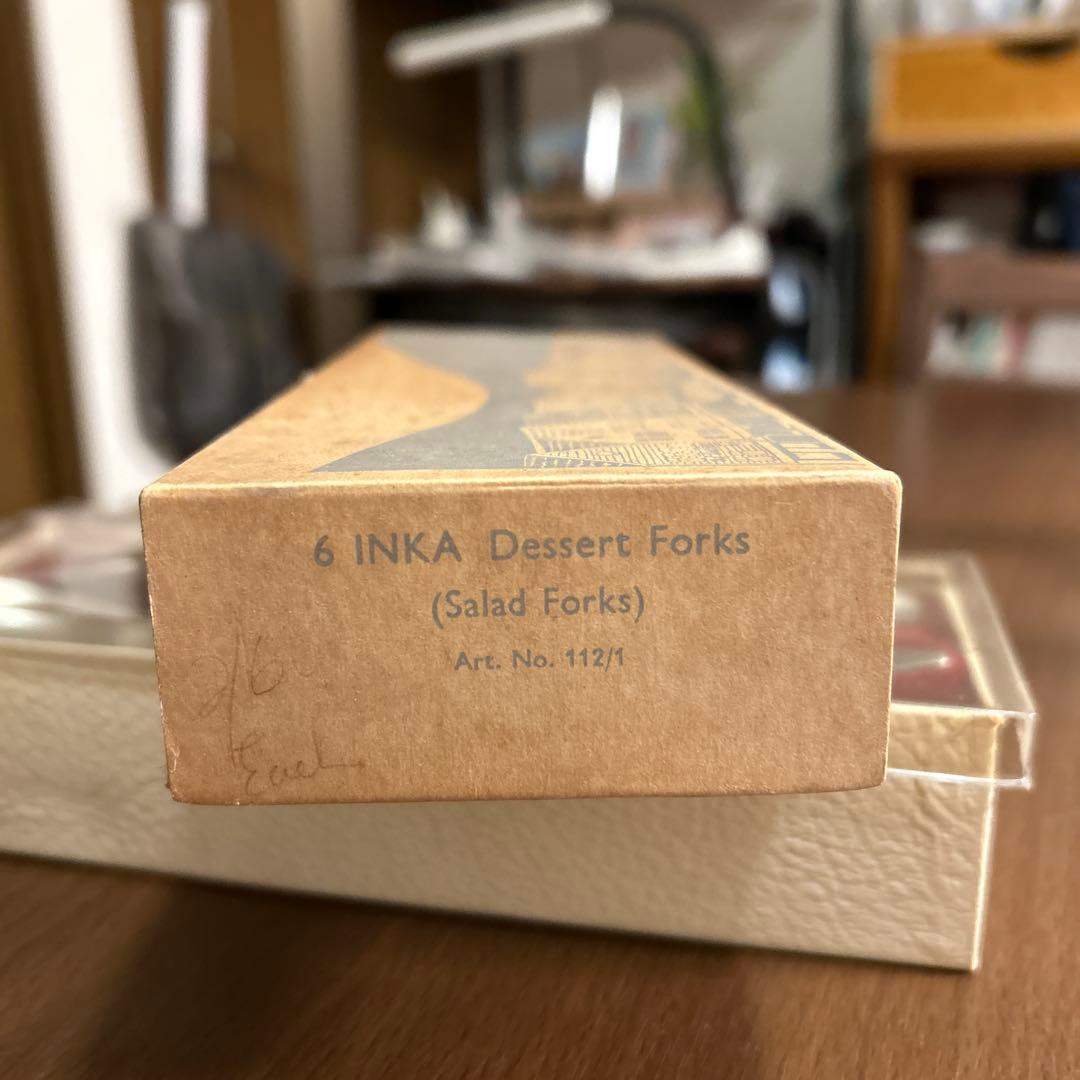 6 INKA Dessert Forks
(Salad Forks)
Art. No. 112/1
2/6
Each